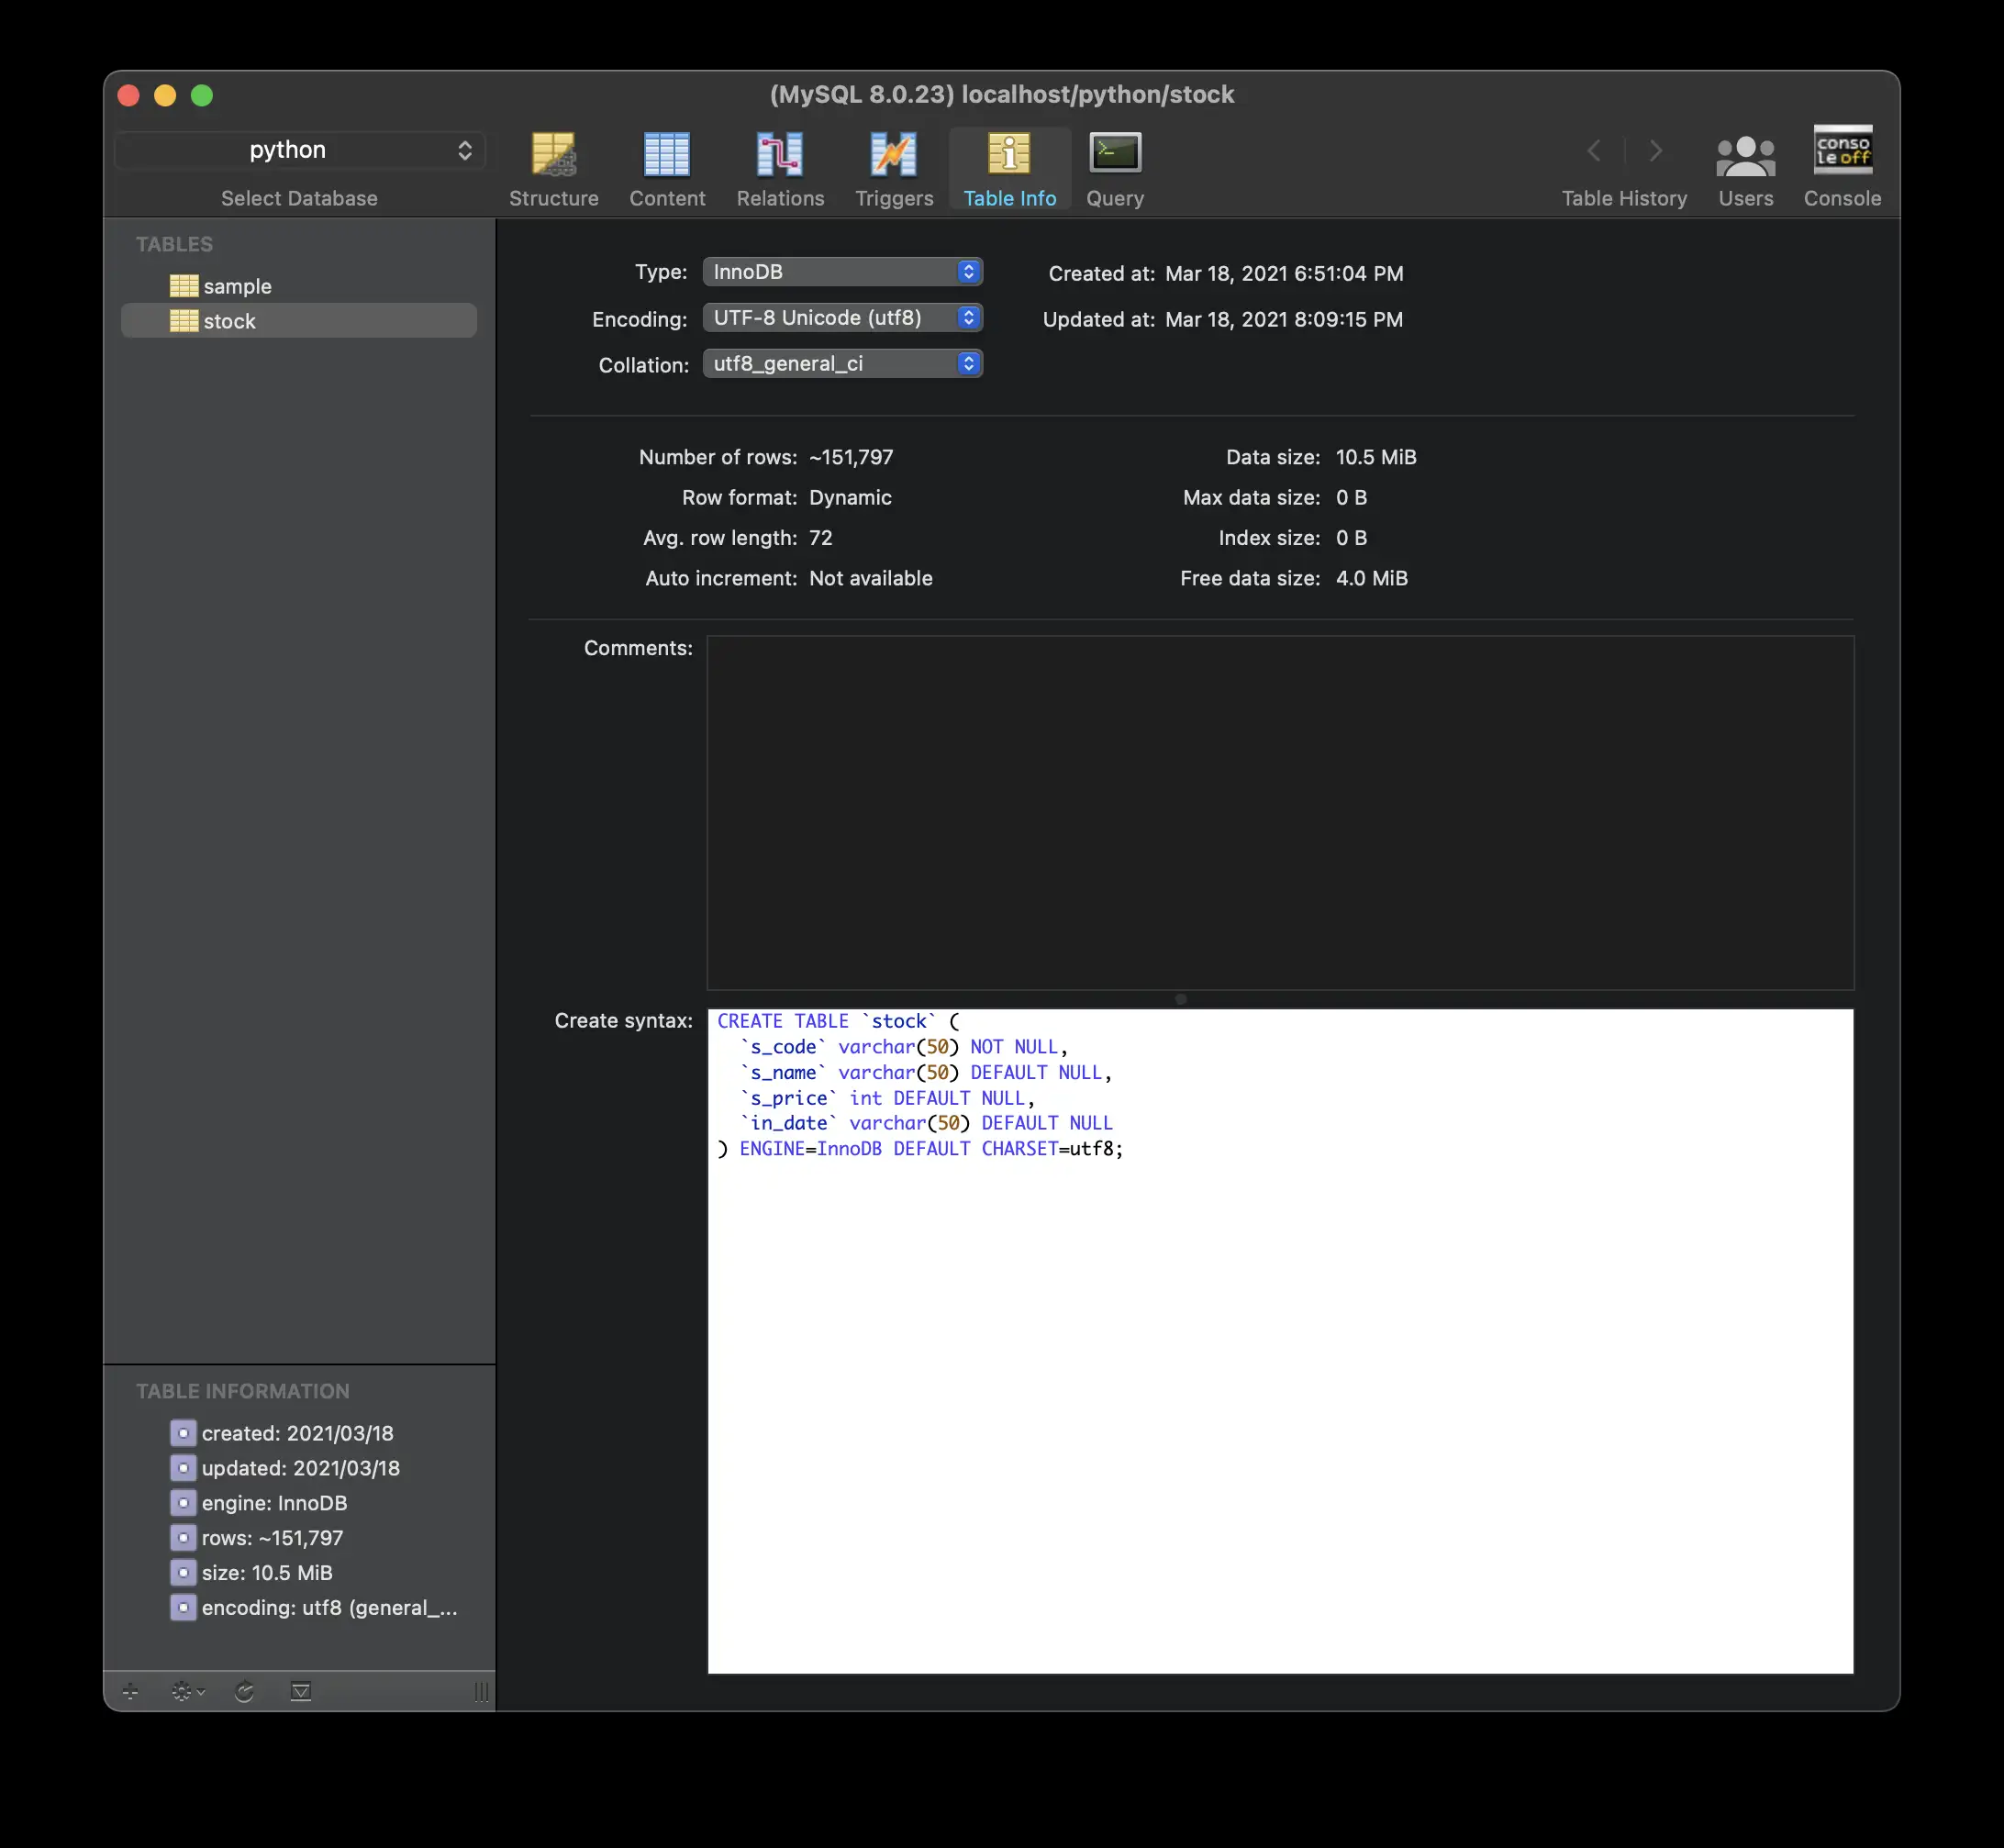 (MySQL 8.0.23) localhost/python/stock
python
Select Database
Structure
Content
Relations
Triggers
Table Info
Query
Table History
Users
conso
le off
Console
TABLES
sample
stock
Type: InnoDB
Encoding: UTF-8 Unicode (utf8)
Collation: utf8_general_ci
Created at: Mar 18, 2021 6:51:04 PM
Updated at: Mar 18, 2021 8:09:15 PM
Number of rows: ~151,797
Row format: Dynamic
Avg. row length: 72
Auto increment: Not available
Data size: 10.5 MiB
Max data size: 0 B
Index size: 0 B
Free data size: 4.0 MiB
Comments:
Create syntax:
CREATE TABLE `stock` (
  `s_code` varchar(50) NOT NULL,
  `s_name` varchar(50) DEFAULT NULL,
  `s_price` int DEFAULT NULL,
  `in_date` varchar(50) DEFAULT NULL
) ENGINE=InnoDB DEFAULT CHARSET=utf8;
TABLE INFORMATION
created: 2021/03/18
updated: 2021/03/18
engine: InnoDB
rows: ~151,797
size: 10.5 MiB
encoding: utf8 (general_...